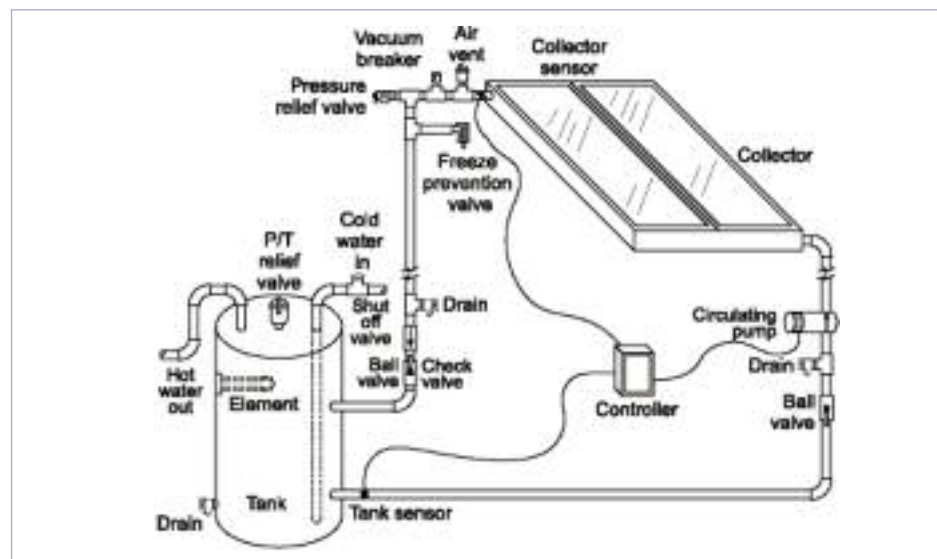 Vacuum
breaker
Air
vent
Collector
sensor
Pressure
relief valve
Collector
Freeze
prevention
valve
Cold
water
in
P/T
relief
valve
Shut
off
valve
Drain
Circulating
pump
Hot
water
out
Ball
valve
Check
valve
Drain
Element
Controller
Ball
valve
Tank
Tank sensor
Drain